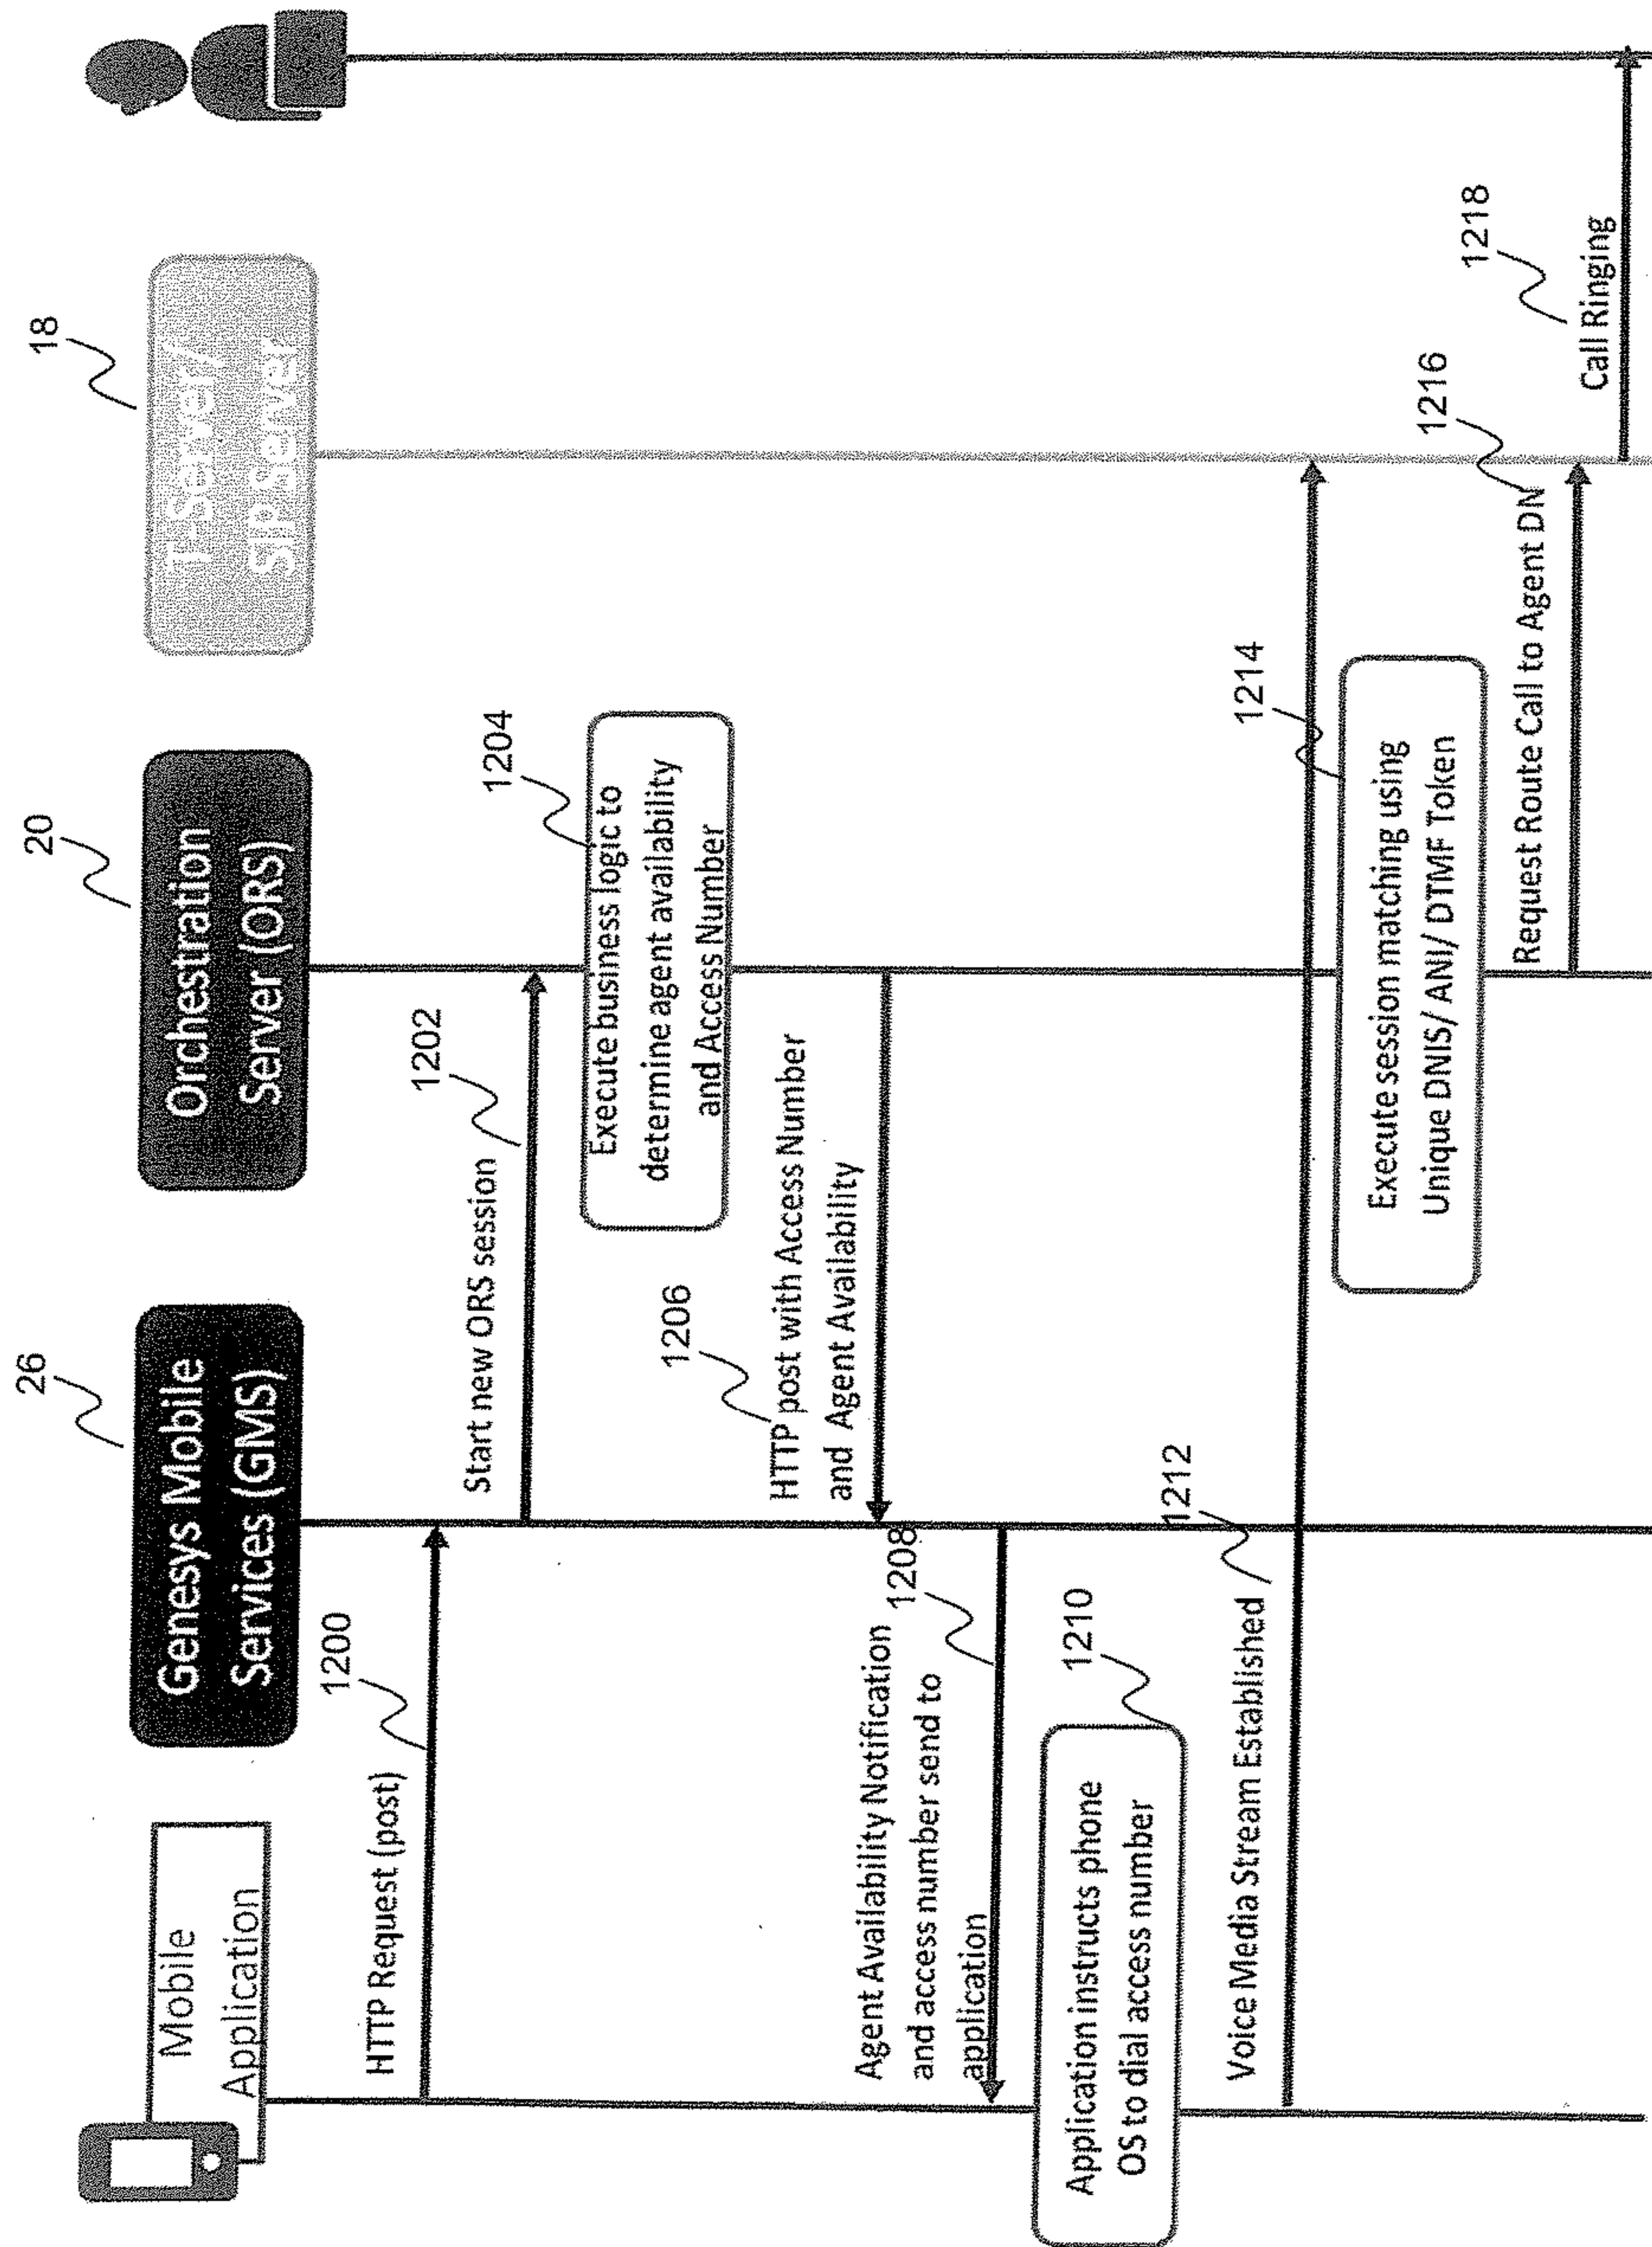 Mobile
Application
26
Genesys Mobile
Services (GMS)
20
Orchestration
Server (ORS)
18
T-Server/
SIP Server
HTTP Request (post)
1200
Start new ORS session
1202
1204
Execute business logic to
determine agent availability
and Access Number
1206
HTTP post with Access Number
and Agent Availability
Agent Availability Notification
and access number send to
application
1208
1210
Application instructs phone
OS to dial access number
Voice Media Stream Established
1212
1214
Execute session matching using
Unique DNIS/ ANI/ DTMF Token
Request Route Call to Agent DN
1216
Call Ringing
1218